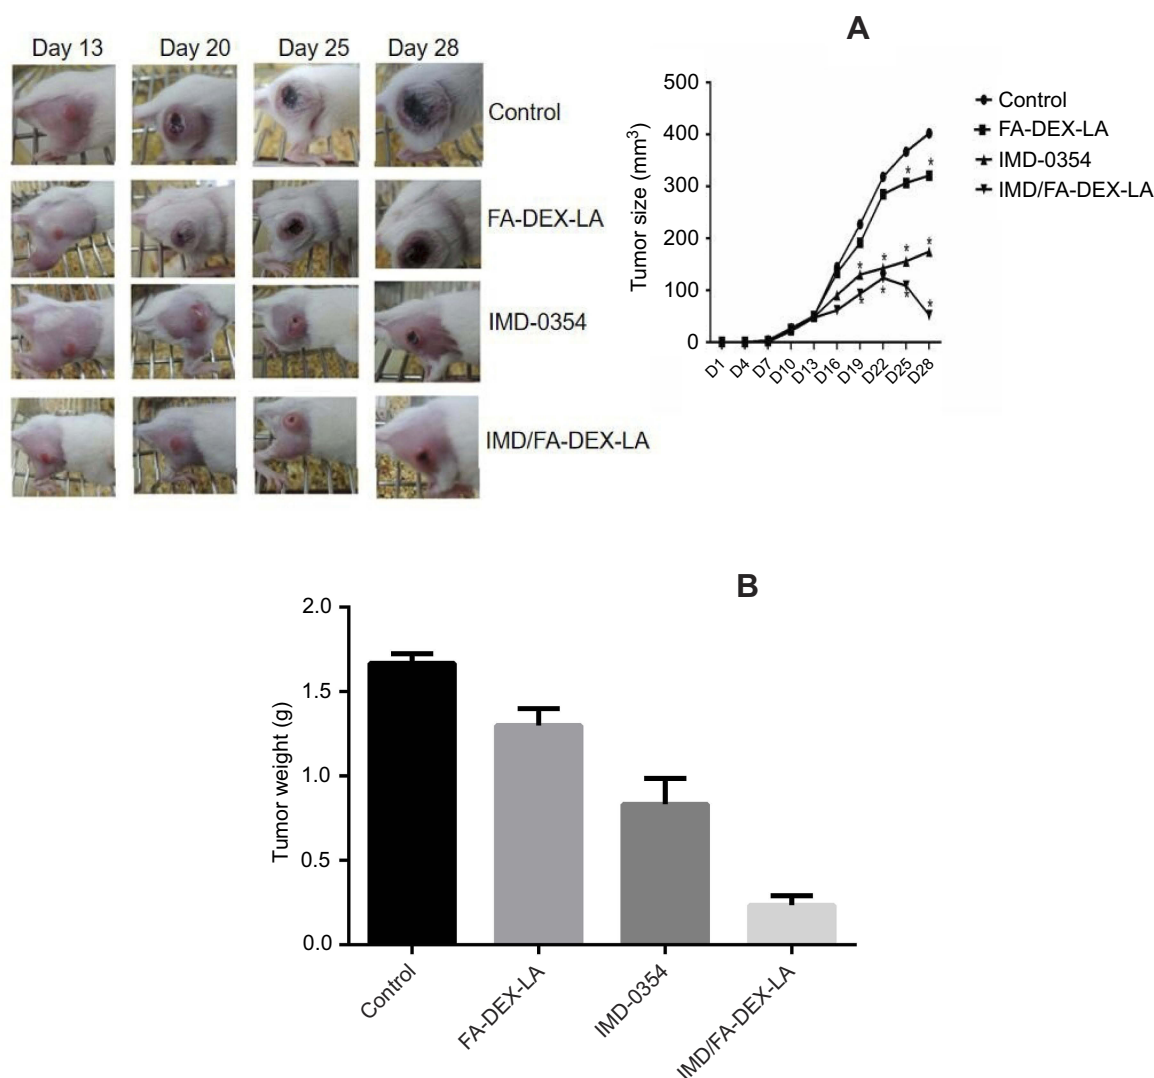 A
Day 13 Day 20 Day 25 Day 28
Control
FA-DEX-LA
IMD-0354
IMD/FA-DEX-LA
Tumor size (mm³)
500
400
300
200
100
0
D1 D4 D7 D10 D13 D16 D19 D22 D25 D28
* *
* * * *
* * * *
Control
FA-DEX-LA
IMD-0354
IMD/FA-DEX-LA
B
Tumor weight (g)
2.0
1.5
1.0
0.5
0.0
Control FA-DEX-LA IMD-0354 IMD/FA-DEX-LA